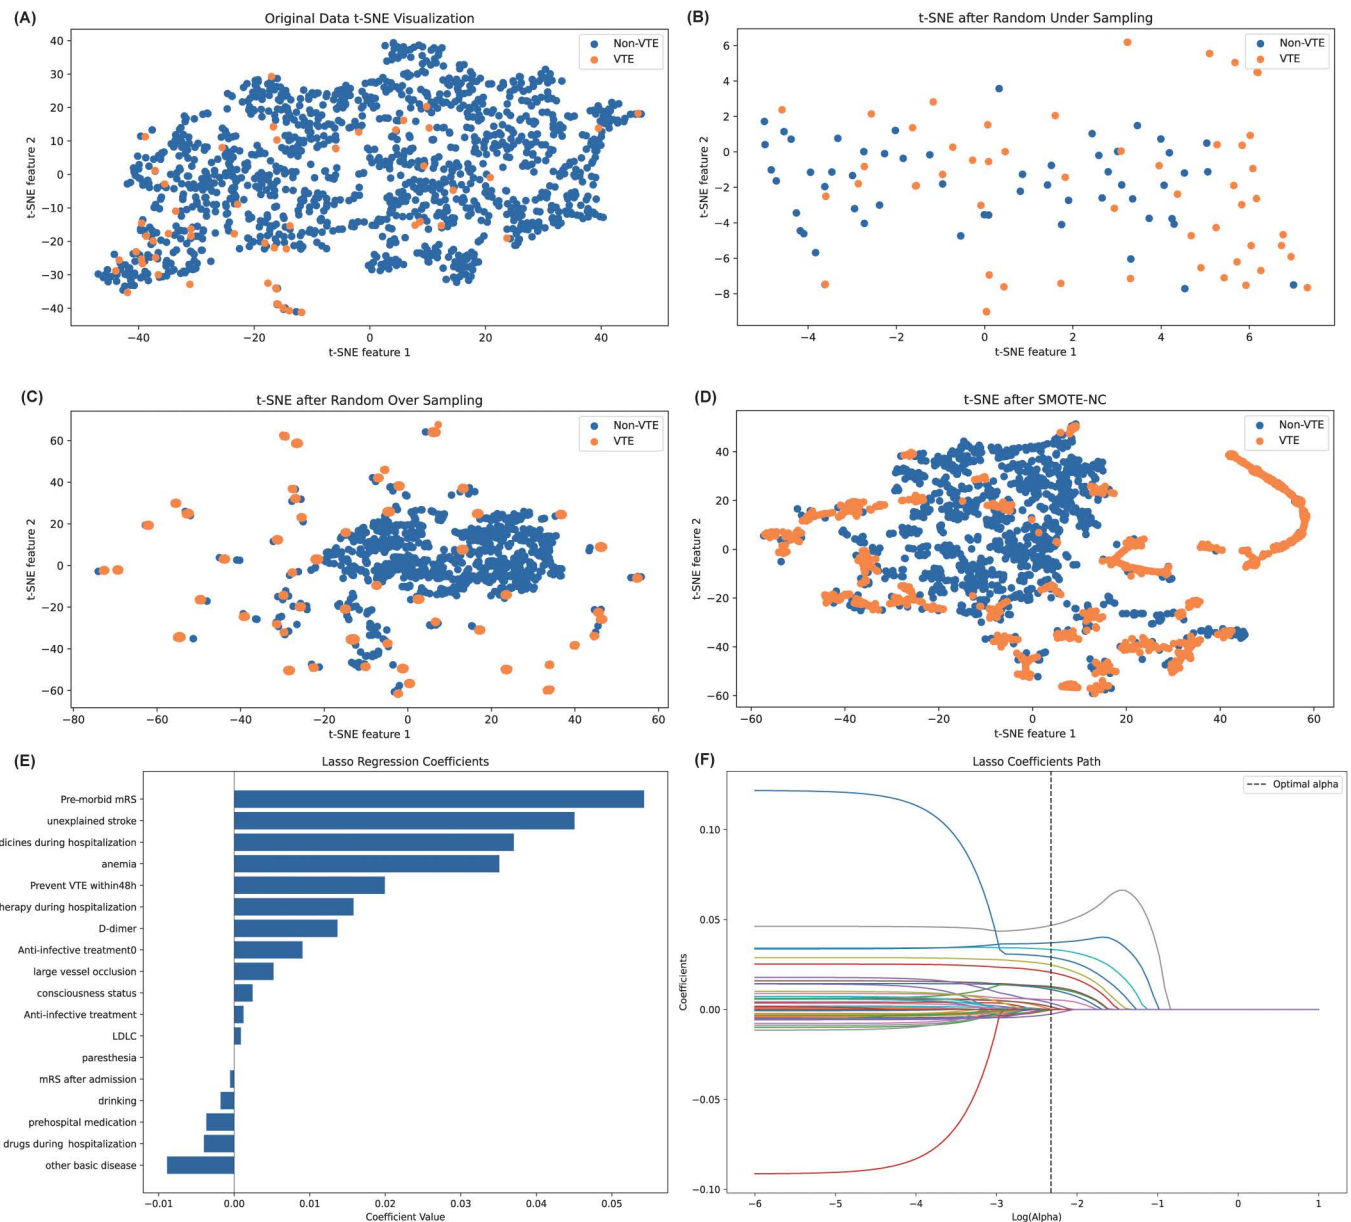 (A)
Original Data t-SNE Visualization
Non-VTE
VTE
40
30
20
10
0
−10
−20
−30
−40
t-SNE feature 2
−40 −20 0 20 40
t-SNE feature 1
(B)
t-SNE after Random Under Sampling
Non-VTE
VTE
6
4
2
0
−2
−4
−6
−8
t-SNE feature 2
−4 −2 0 2 4 6
t-SNE feature 1
(C)
t-SNE after Random Over Sampling
Non-VTE
VTE
60
40
20
0
−20
−40
−60
t-SNE feature 2
−80 −60 −40 −20 0 20 40 60
t-SNE feature 1
(D)
t-SNE after SMOTE-NC
Non-VTE
VTE
40
20
0
−20
−40
−60
t-SNE feature 2
−60 −40 −20 0 20 40 60
t-SNE feature 1
(E)
Lasso Regression Coefficients
Pre-morbid mRS
unexplained stroke
dicines during hospitalization
anemia
Prevent VTE within48h
herapy during hospitalization
D-dimer
Anti-infective treatment0
large vessel occlusion
consciousness status
Anti-infective treatment
LDLC
paresthesia
mRS after admission
drinking
prehospital medication
drugs during hospitalization
other basic disease
−0.01 0.00 0.01 0.02 0.03 0.04 0.05
Coefficient Value
(F)
Lasso Coefficients Path
Optimal alpha
0.10
0.05
0.00
−0.05
−0.10
Coefficients
−6 −5 −4 −3 −2 −1 0 1
Log(Alpha)